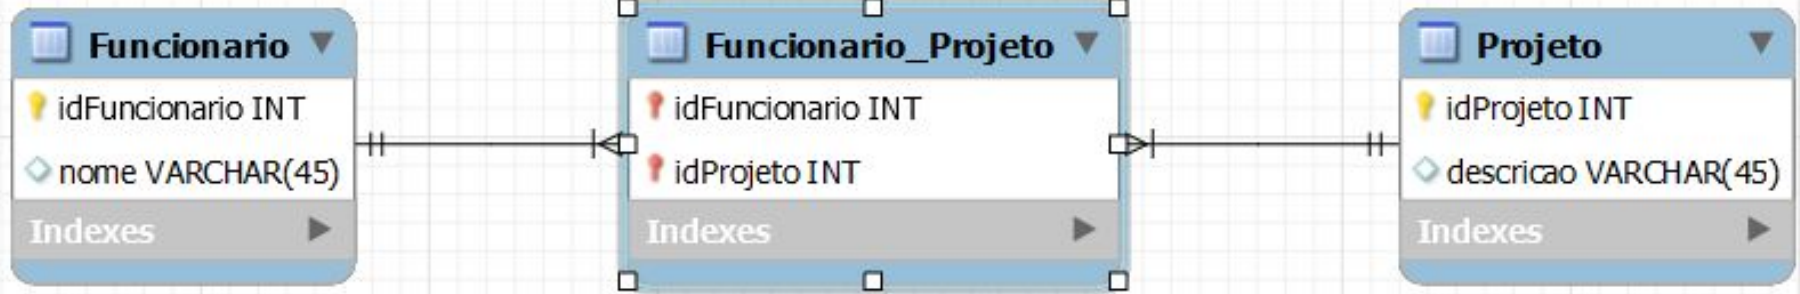 Funcionario
idFuncionario INT
nome VARCHAR(45)
Indexes
Funcionario_Projeto
idFuncionario INT
idProjeto INT
Indexes
Projeto
idProjeto INT
descricao VARCHAR(45)
Indexes